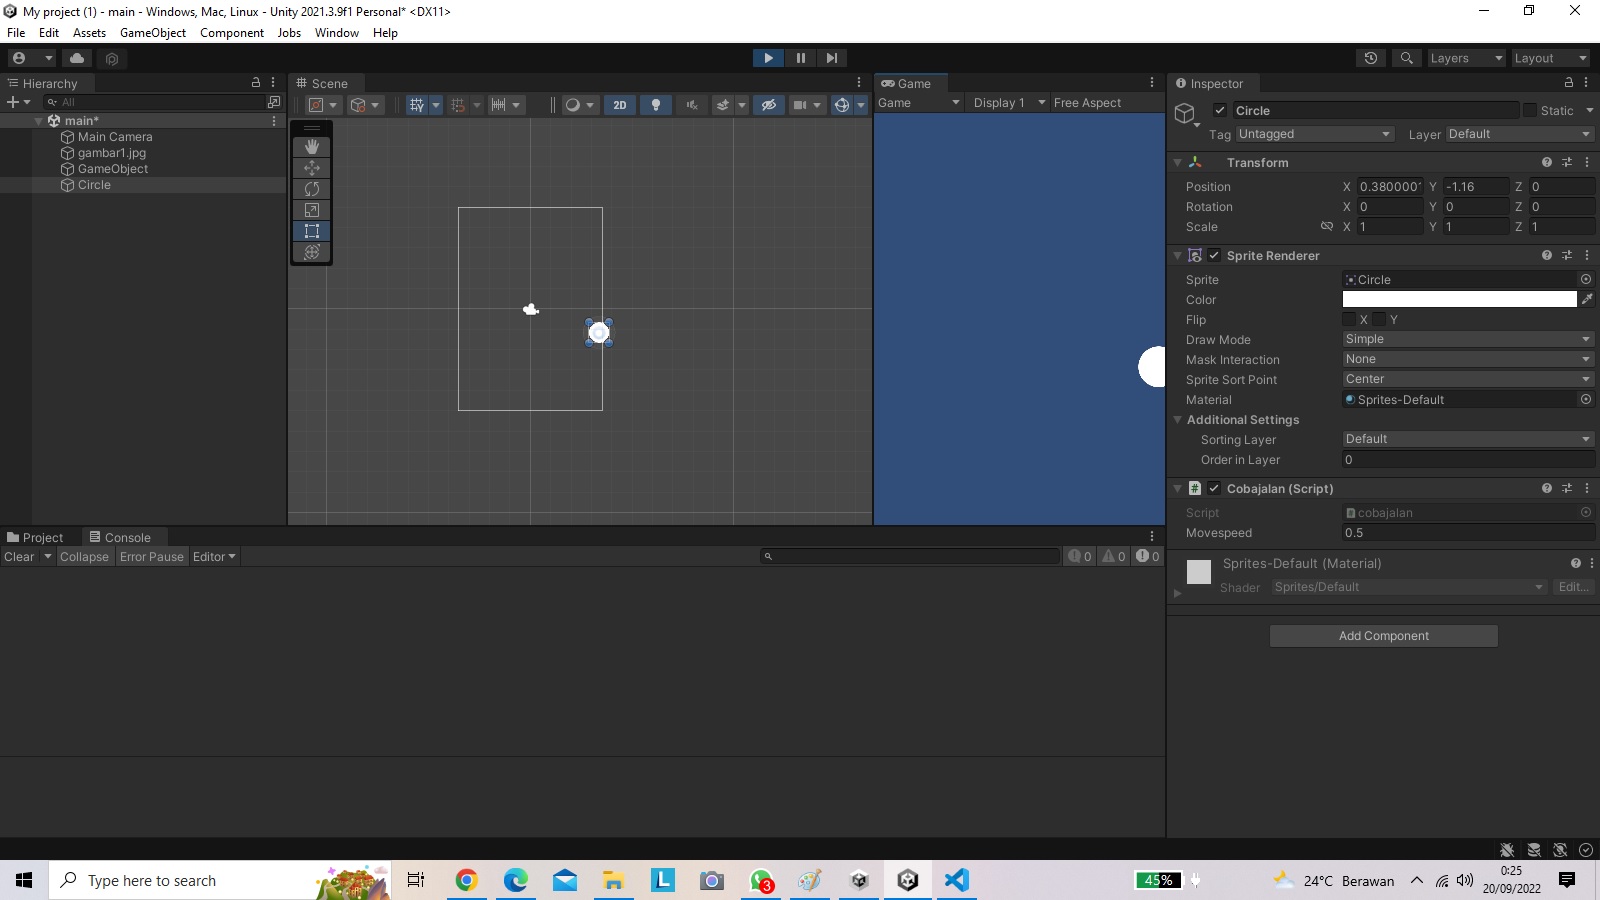 My project (1) - main - Windows, Mac, Linux - Unity 2021.3.9f1 Personal* <DX11>
File Edit Assets GameObject Component Jobs Window Help
Layers Layout
Hierarchy
All
main*
Main Camera
gambar1.jpg
GameObject
Circle
Scene
2D
Game
Game Display 1 Free Aspect
Inspector
Circle Static
Tag Untagged Layer Default
Transform
Position X 0.380000 Y -1.16 Z 0
Rotation X 0 Y 0 Z 0
Scale X 1 Y 1 Z 1
Sprite Renderer
Sprite Circle
Color
Flip X Y
Draw Mode Simple
Mask Interaction None
Sprite Sort Point Center
Material Sprites-Default
Additional Settings
Sorting Layer Default
Order in Layer 0
# Cobajalan (Script)
Script cobajalan
Movespeed 0.5
Sprites-Default (Material)
Shader Sprites/Default Edit...
Add Component
Project Console
Clear Collapse Error Pause Editor 0 0 0
Type here to search
L
3
45%
24°C Berawan
0:25
20/09/2022